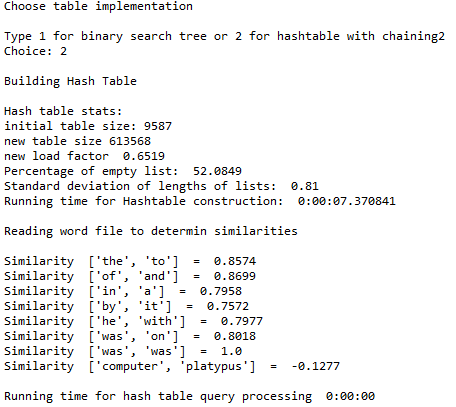 Choose table implementation
Type 1 for binary search tree or 2 for hashtable with chaining2
Choice: 2
Building Hash Table
Hash table stats:
initial table size: 9587
new table size 613568
new load factor  0.6519
Percentage of empty list:  52.0849
Standard deviation of lengths of lists:  0.81
Running time for Hashtable construction:  0:00:07.370841
Reading word file to determin similarities
Similarity  ['the', 'to']  =  0.8574
Similarity  ['of', 'and']  =  0.8699
Similarity  ['in', 'a']  =  0.7958
Similarity  ['by', 'it']  =  0.7572
Similarity  ['he', 'with']  =  0.7977
Similarity  ['was', 'on']  =  0.8018
Similarity  ['was', 'was']  =  1.0
Similarity  ['computer', 'platypus']  =  -0.1277
Running time for hash table query processing  0:00:00